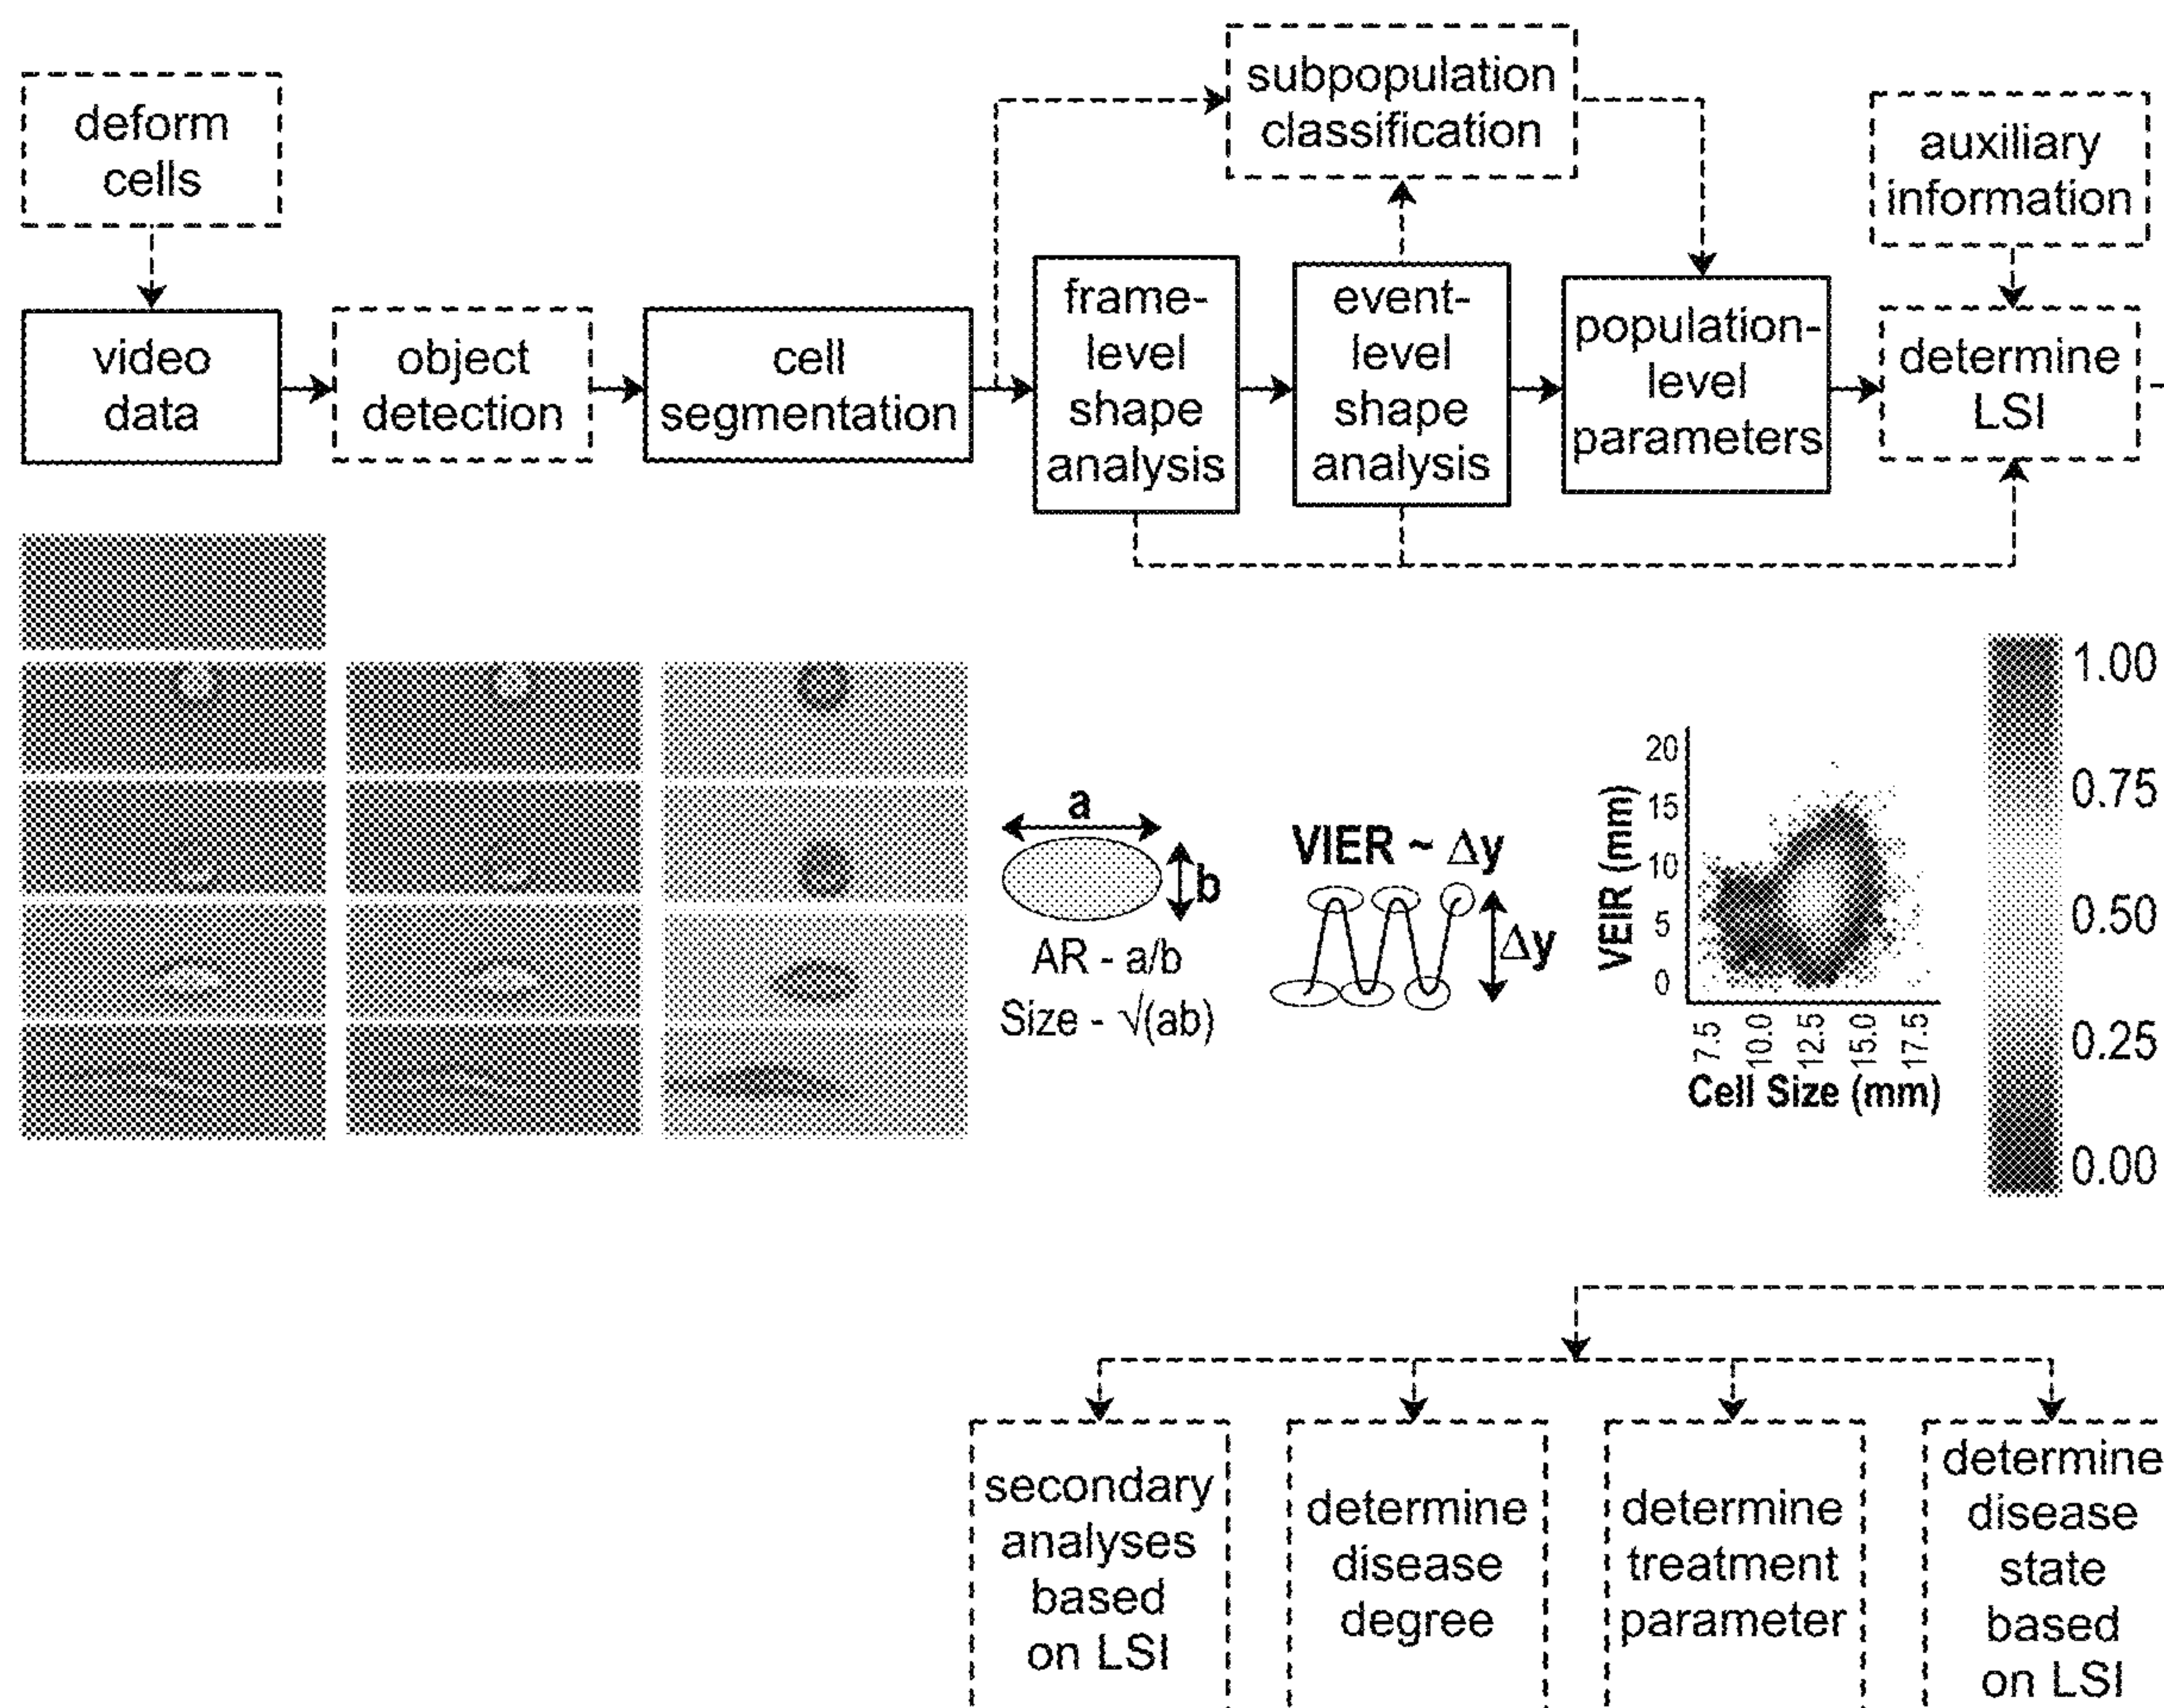 deform
cells
subpopulation
classification
auxiliary
information
video
data
object
detection
cell
segmentation
frame-
level
shape
analysis
event-
level
shape
analysis
population-
level
parameters
determine
LSI
a
b
AR - a/b
Size - √(ab)
VIER ~ Δy
Δy
VEIR (mm)
20
15
10
5
0
7.5
10.0
12.5
15.0
17.5
Cell Size (mm)
1.00
0.75
0.50
0.25
0.00
secondary
analyses
based
on LSI
determine
disease
degree
determine
treatment
parameter
determine
disease
state
based
on LSI